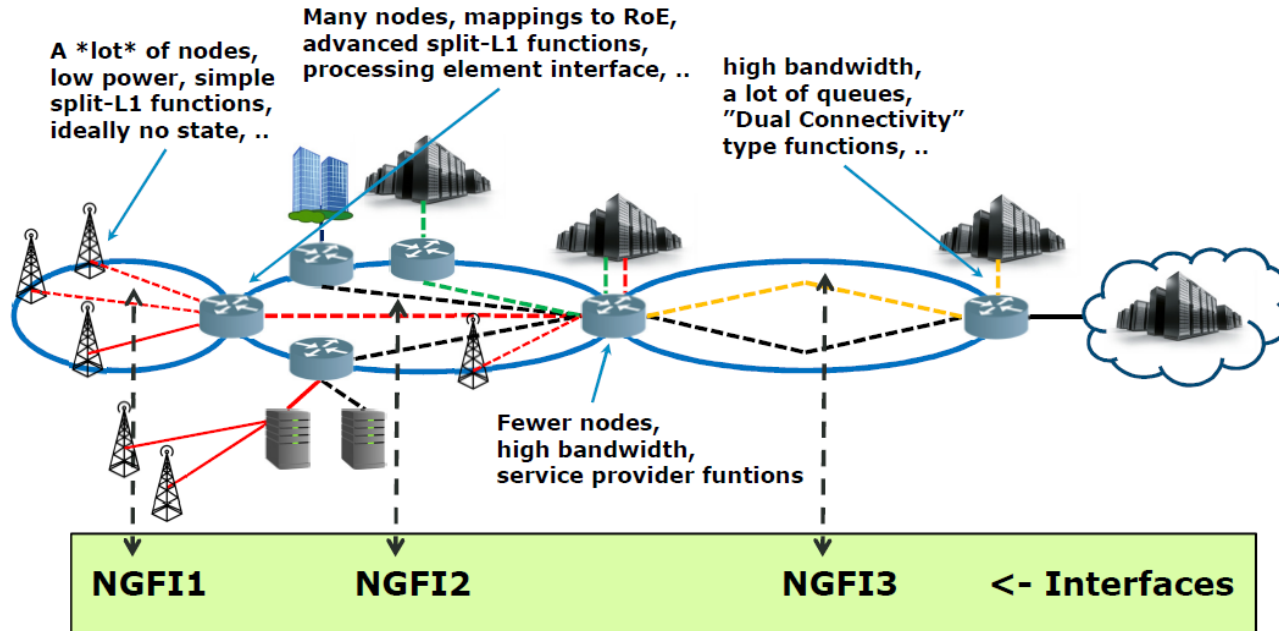 Many nodes, mappings to RoE,
advanced split-L1 functions,
processing element interface, ..
A *lot* of nodes,
low power, simple
split-L1 functions,
ideally no state, ..
high bandwidth,
a lot of queues,
”Dual Connectivity”
type functions, ..
Fewer nodes,
high bandwidth,
service provider funtions
NGFI1 NGFI2 NGFI3 <- Interfaces